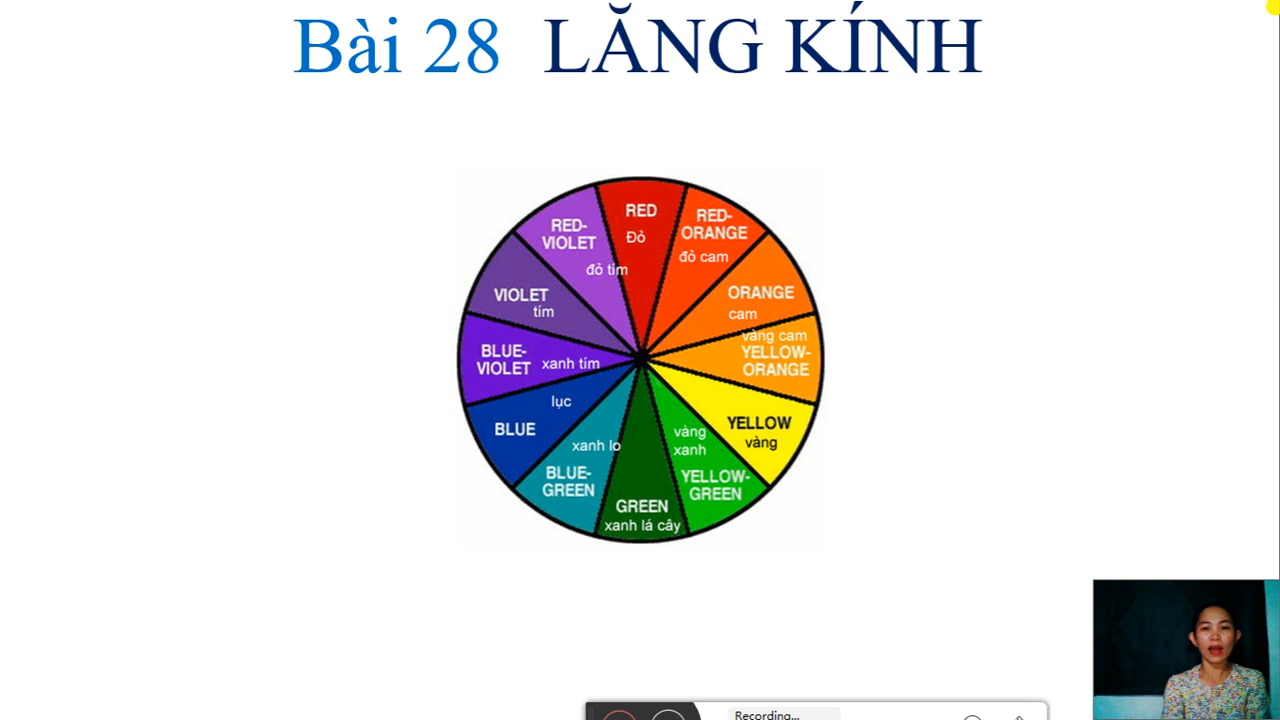 Bài 28 LĂNG KÍNH
RED
Đỏ
RED-
ORANGE
đỏ cam
ORANGE
cam
vàng cam
YELLOW-
ORANGE
YELLOW
vàng
vàng
xanh
YELLOW-
GREEN
GREEN
xanh lá cây
xanh lo
BLUE-
GREEN
lục
BLUE
BLUE-
VIOLET
xanh tím
VIOLET
tím
RED-
VIOLET
đỏ tím
Recording...